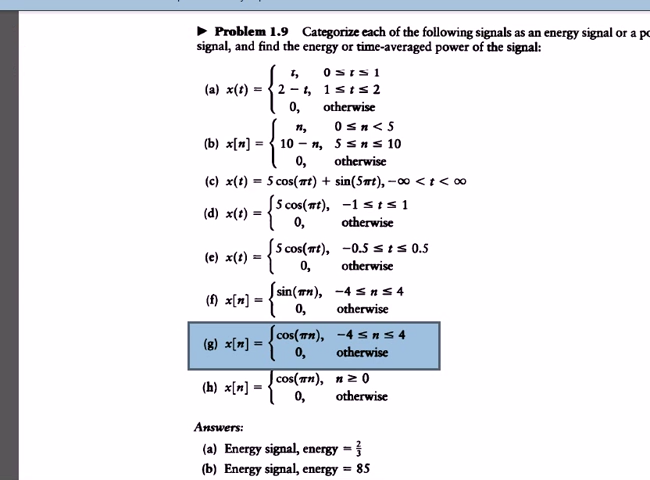 ▶ Problem 1.9 Categorize each of the following signals as an energy signal or a
signal, and find the energy or time-averaged power of the signal:
(a) x(t) = { t, 0 ≤ t ≤ 1
2 − t, 1 ≤ t ≤ 2
0, otherwise
(b) x[n] = { n, 0 ≤ n < 5
10 − n, 5 ≤ n ≤ 10
0, otherwise
(c) x(t) = 5 cos(πt) + sin(5πt), −∞ < t < ∞
(d) x(t) = { 5 cos(πt), −1 ≤ t ≤ 1
0, otherwise
(e) x(t) = { 5 cos(πt), −0.5 ≤ t ≤ 0.5
0, otherwise
(f) x[n] = { sin(πn), −4 ≤ n ≤ 4
0, otherwise
(g) x[n] = { cos(πn), −4 ≤ n ≤ 4
0, otherwise
(h) x[n] = { cos(πn), n ≥ 0
0, otherwise
Answers:
(a) Energy signal, energy = 2/3
(b) Energy signal, energy = 85